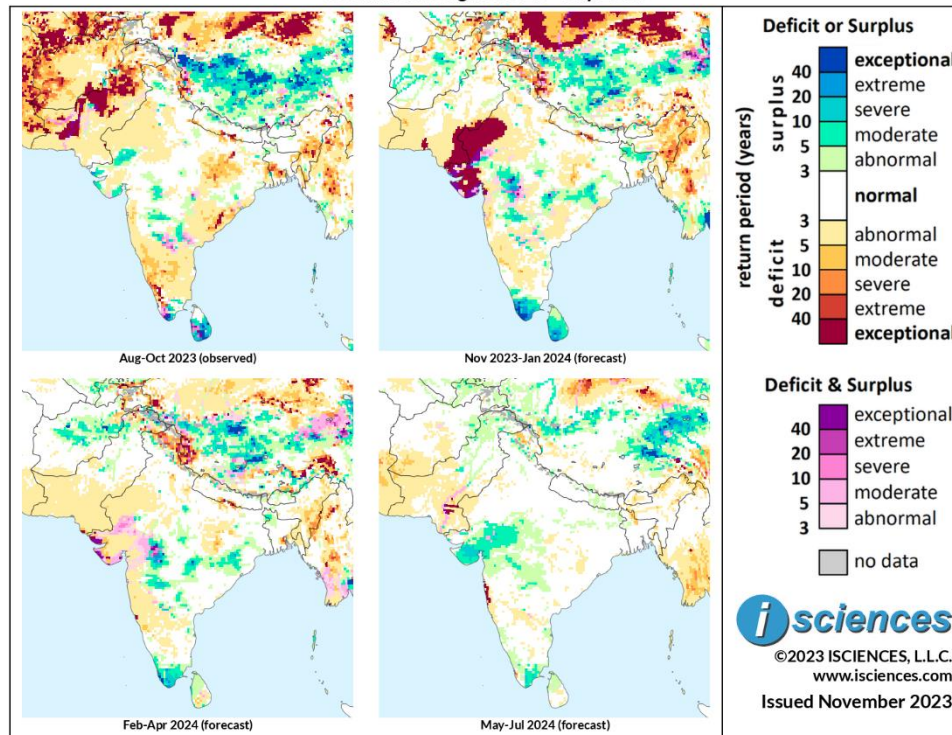 Aug-Oct 2023 (observed)
Nov 2023-Jan 2024 (forecast)
Feb-Apr 2024 (forecast)
May-Jul 2024 (forecast)
Deficit or Surplus
return period (years)
surplus
deficit
40
20
10
5
3
3
5
10
20
40
exceptional
extreme
severe
moderate
abnormal
normal
abnormal
moderate
severe
extreme
exceptional
Deficit & Surplus
40
20
10
5
3
exceptional
extreme
severe
moderate
abnormal
no data
i sciences
©2023 ISCIENCES, L.L.C.
www.isciences.com
Issued November 2023